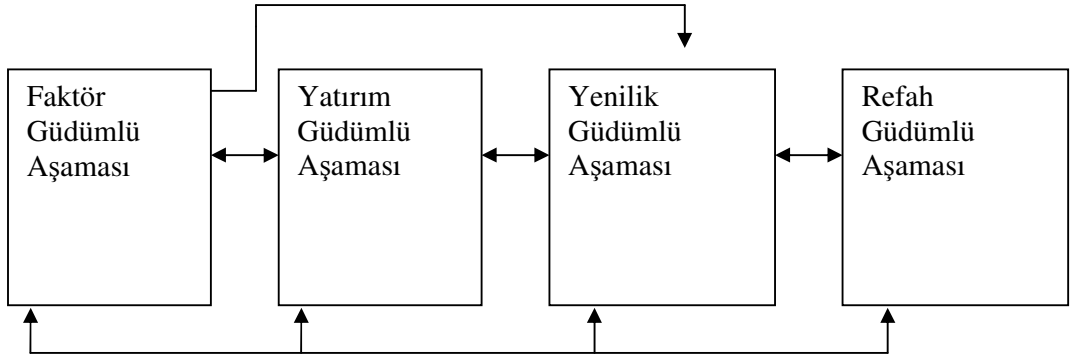 Faktör
Güdümlü
Aşaması
Yatırım
Güdümlü
Aşaması
Yenilik
Güdümlü
Aşaması
Refah
Güdümlü
Aşaması